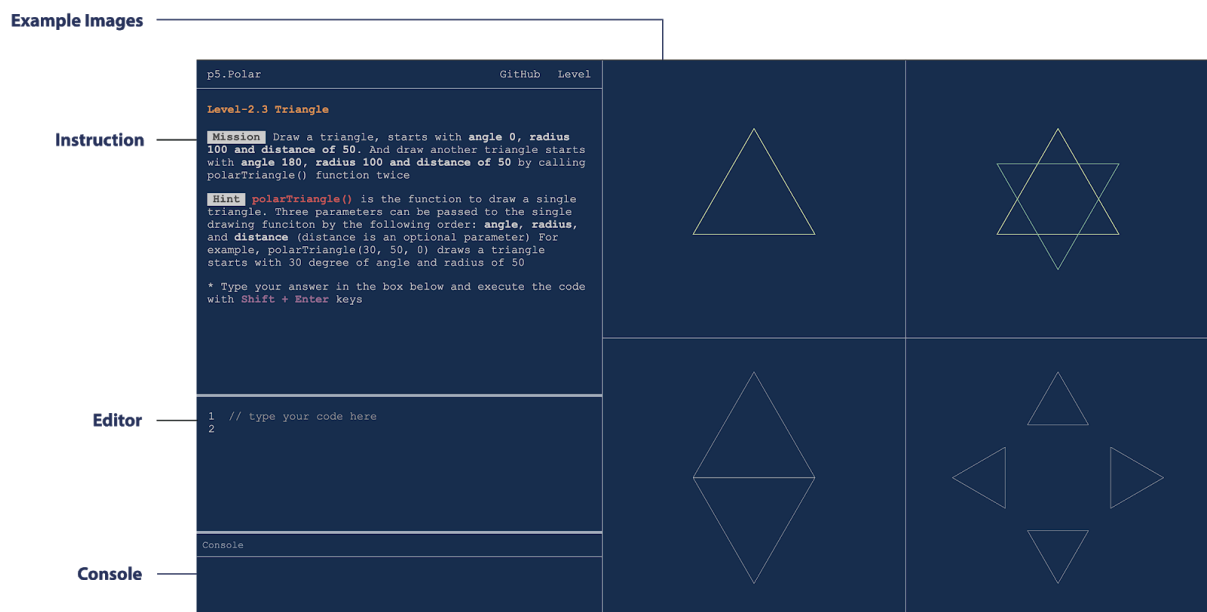 Example Images
p5.Polar GitHub Level
Level-2.3 Triangle
Instruction
Mission Draw a triangle, starts with angle 0, radius
100 and distance of 50. And draw another triangle starts
with angle 180, radius 100 and distance of 50 by calling
polarTriangle() function twice
Hint polarTriangle() is the function to draw a single
triangle. Three parameters can be passed to the single
drawing funciton by the following order: angle, radius,
and distance (distance is an optional parameter) For
example, polarTriangle(30, 50, 0) draws a triangle
starts with 30 degree of angle and radius of 50
* Type your answer in the box below and execute the code
with Shift + Enter keys
Editor
1 // type your code here
2
Console
Console